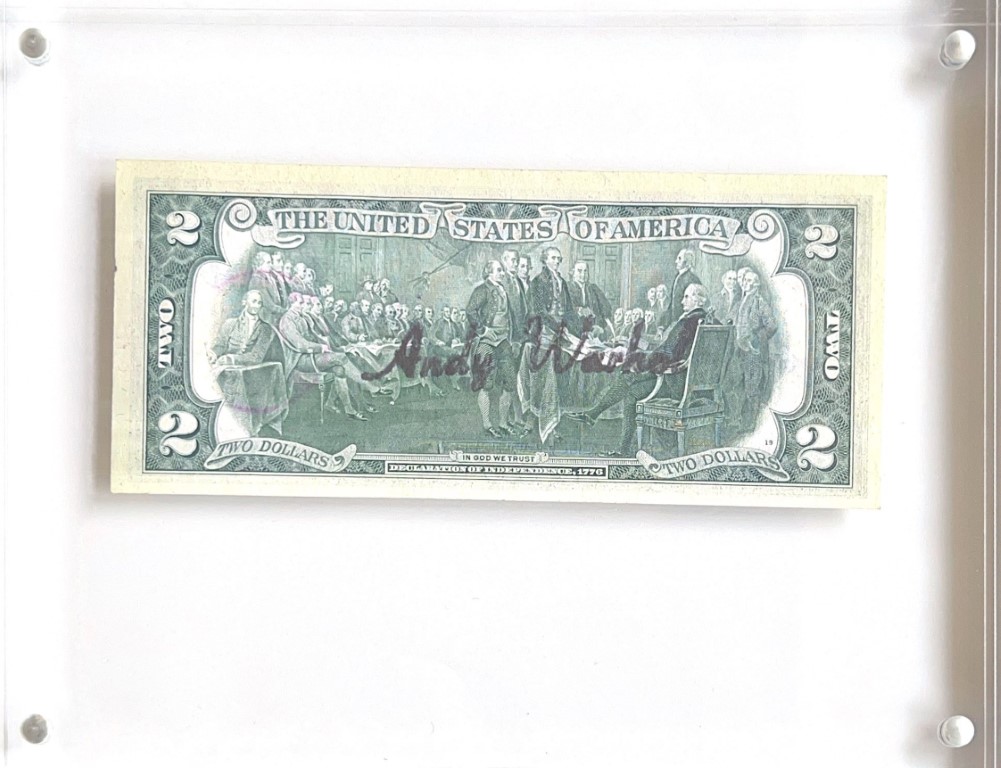 2 THE UNITED STATES OF AMERICA 2
TWO TWO
Andy Warhol
2 2
18
TWO DOLLARS IN GOD WE TRUST TWO DOLLARS
DECLARATION OF INDEPENDENCE, 1776